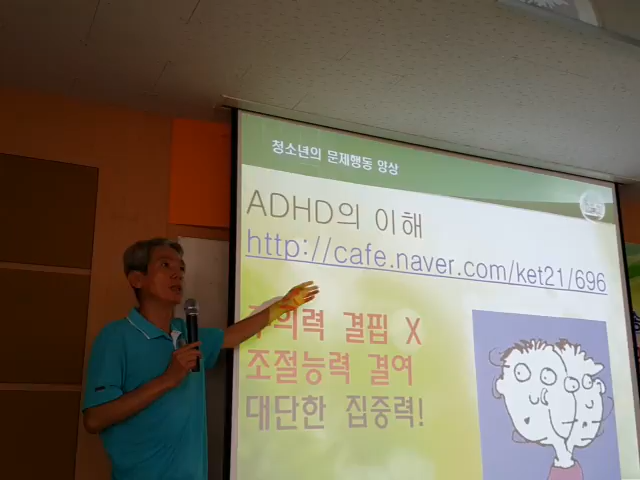 청소년의 문제행동 양상
ADHD의 이해
http://cafe.naver.com/ket21/696
주의력 결핍 X
조절능력 결여
대단한 집중력!